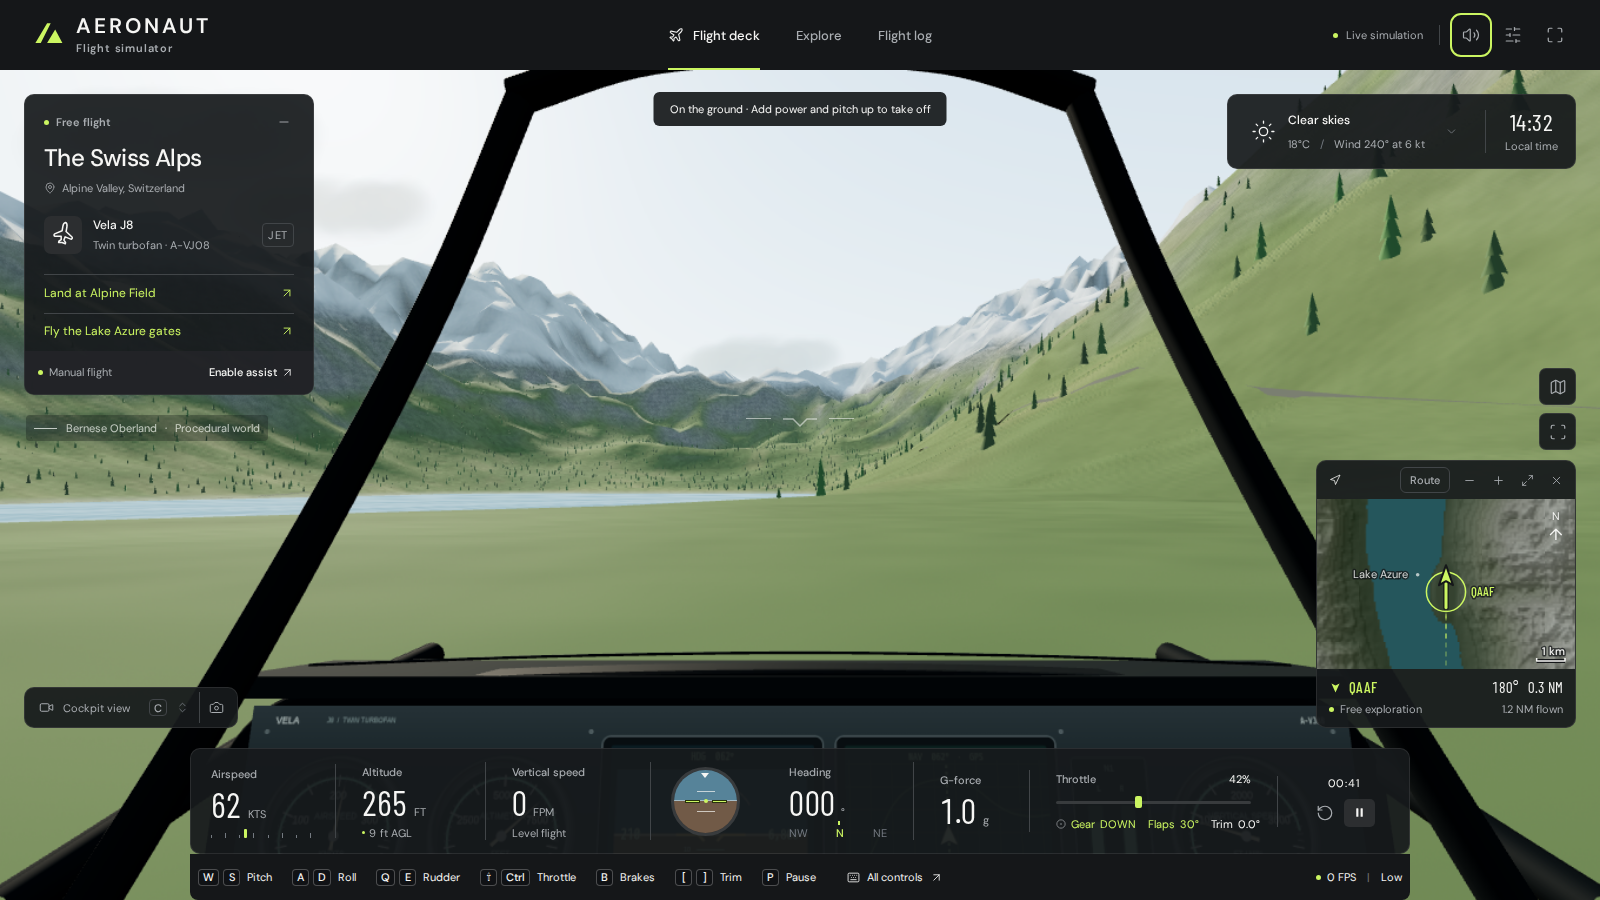 AERONAUT
Flight simulator
Flight deck
Explore
Flight log
Live simulation
On the ground · Add power and pitch up to take off
Free flight
The Swiss Alps
Alpine Valley, Switzerland
Vela J8
Twin turbofan · A-VJ08
JET
Land at Alpine Field
Fly the Lake Azure gates
Manual flight
Enable assist
Bernese Oberland · Procedural world
Clear skies
18°C / Wind 240° at 6 kt
14:32
Local time
Route
N
Lake Azure
QAAF
1 km
QAAF 180° 0.3 NM
Free exploration 1.2 NM flown
Cockpit view C
VELA J8 / TWIN TURBOFAN
Airspeed
62 KTS
Altitude
265 FT
9 ft AGL
Vertical speed
0 FPM
Level flight
Heading
000°
NW N NE
G-force
1.0 g
Throttle 42%
Gear DOWN Flaps 30° Trim 0.0°
00:41
W S Pitch A D Roll Q E Rudder ⇧ Ctrl Throttle B Brakes [ ] Trim P Pause All controls
0 FPS | Low